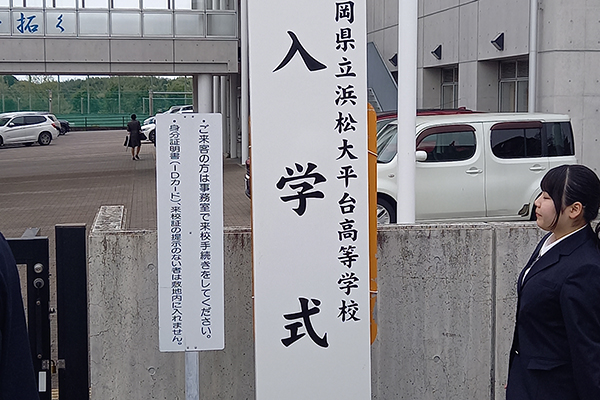 拓く
岡県立浜松大平台高等学校
入学式
・ご来客の方は事務室で来校手続きをしてください。
身分証明書(IDカード)、来校証の提示のない者は敷地内に入れません。